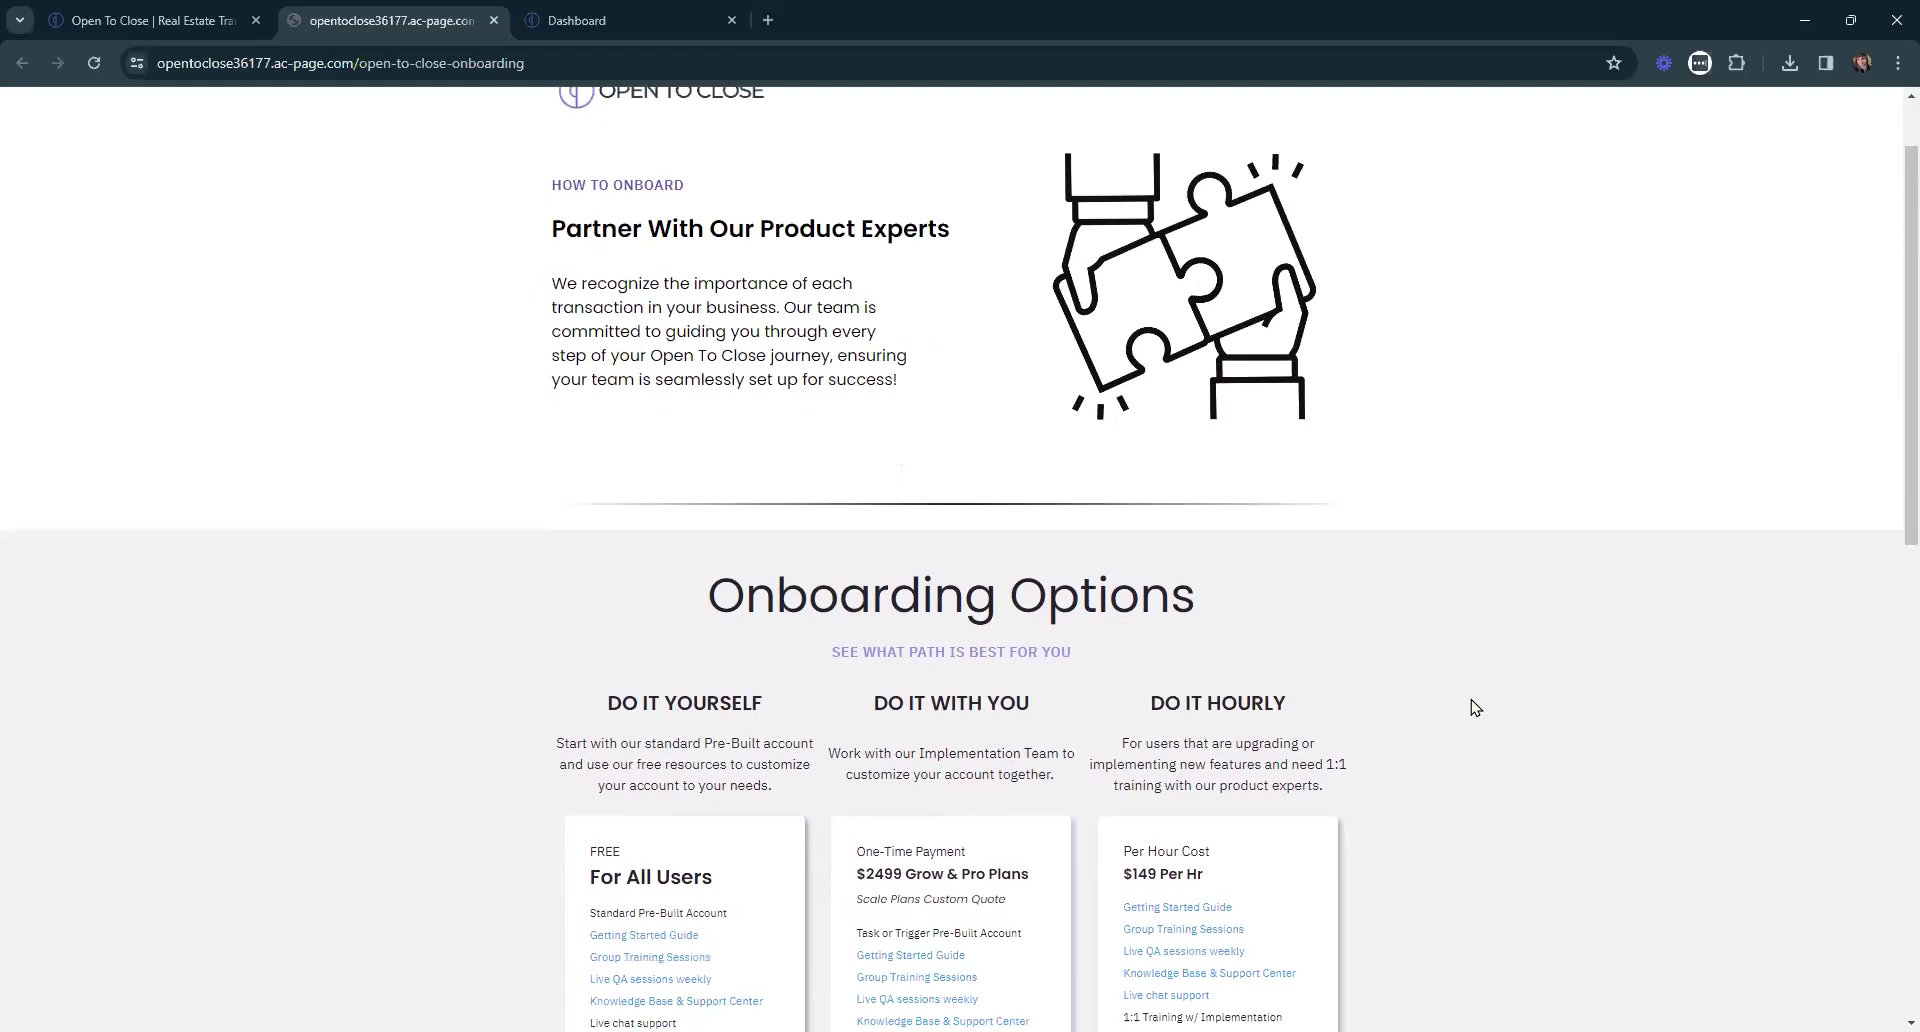 Open To Close | Real Estate Tra
opentoclose36177.ac-page.con
Dashboard
opentoclose36177.ac-page.com/open-to-close-onboarding
OPEN TO CLOSE
HOW TO ONBOARD
Partner With Our Product Experts
We recognize the importance of each
transaction in your business. Our team is
committed to guiding you through every
step of your Open To Close journey, ensuring
your team is seamlessly set up for success!
Onboarding Options
SEE WHAT PATH IS BEST FOR YOU
DO IT YOURSELF
Start with our standard Pre-Built account
and use our free resources to customize
your account to your needs.
FREE
For All Users
Standard Pre-Built Account
Getting Started Guide
Group Training Sessions
Live QA sessions weekly
Knowledge Base & Support Center
Live chat support
DO IT WITH YOU
Work with our Implementation Team to
customize your account together.
One-Time Payment
$2499 Grow & Pro Plans
Scale Plans Custom Quote
Task or Trigger Pre-Built Account
Getting Started Guide
Group Training Sessions
Live QA sessions weekly
Knowledge Base & Support Center
DO IT HOURLY
For users that are upgrading or
implementing new features and need 1:1
training with our product experts.
Per Hour Cost
$149 Per Hr
Getting Started Guide
Group Training Sessions
Live QA sessions weekly
Knowledge Base & Support Center
Live chat support
1:1 Training w/ Implementation